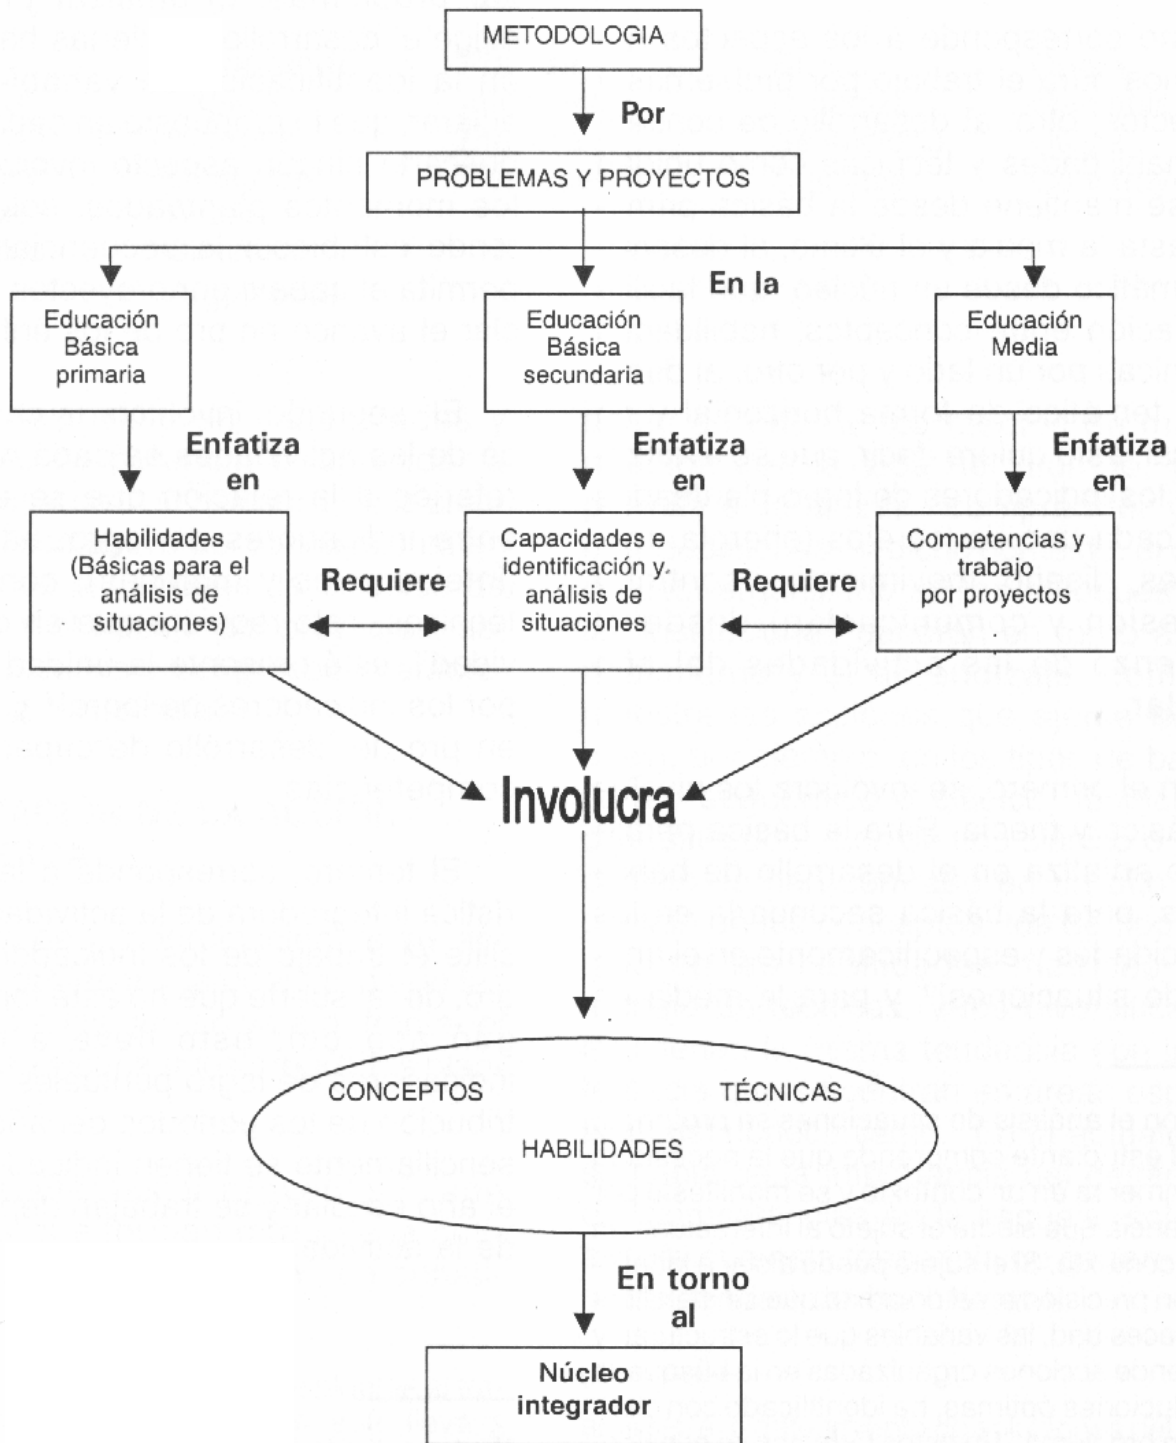 METODOLOGIA
Por
PROBLEMAS Y PROYECTOS
En la
Educación
Básica
primaria
Educación
Básica
secundaria
Educación
Media
Enfatiza
en
Enfatiza
en
Enfatiza
en
Habilidades
(Básicas para el
análisis de
situaciones)
Requiere
Capacidades e
identificación y
análisis de
situaciones
Requiere
Competencias y
trabajo
por proyectos
Involucra
CONCEPTOS
TÉCNICAS
HABILIDADES
En torno
al
Núcleo
integrador